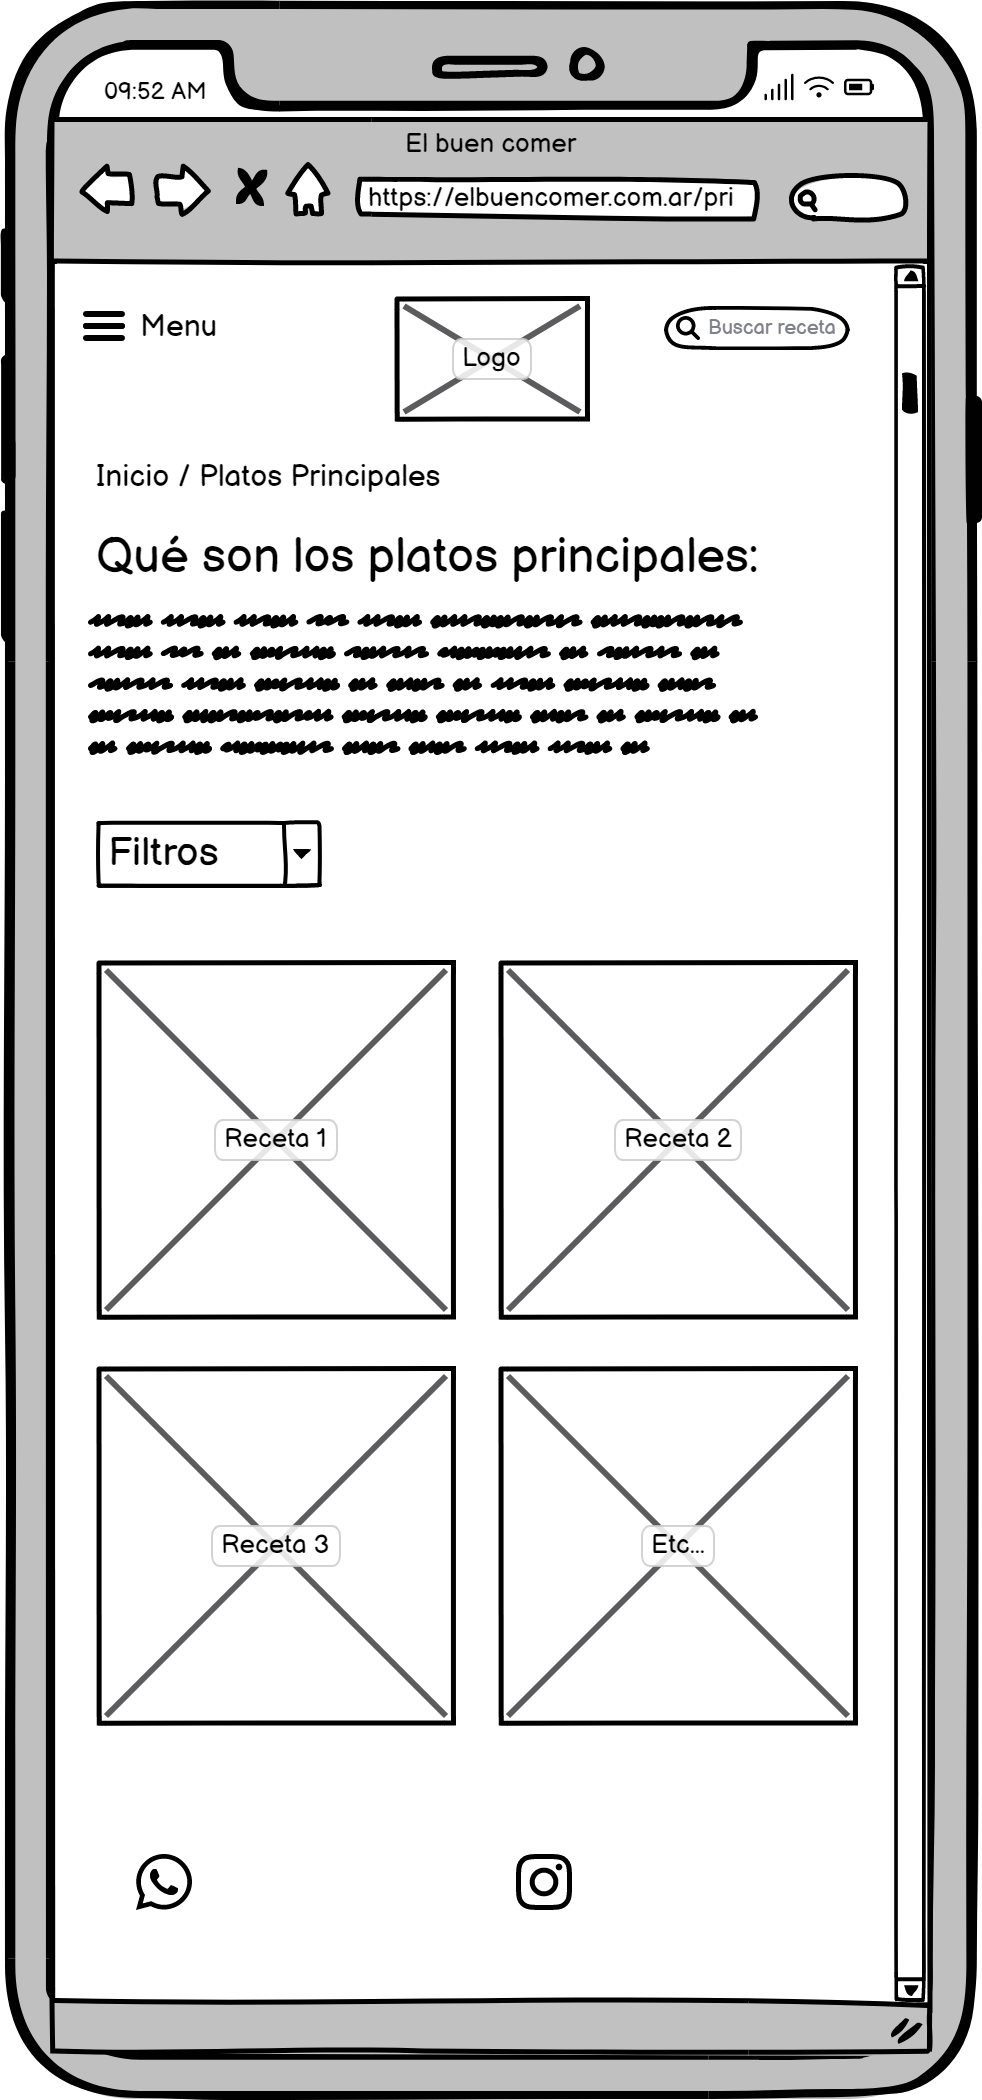 09:52 AM
El buen comer
https://elbuencomer.com.ar/pri
Menu
Logo
Buscar receta
Inicio / Platos Principales
Qué son los platos principales:
Filtros
Receta 1
Receta 2
Receta 3
Etc...